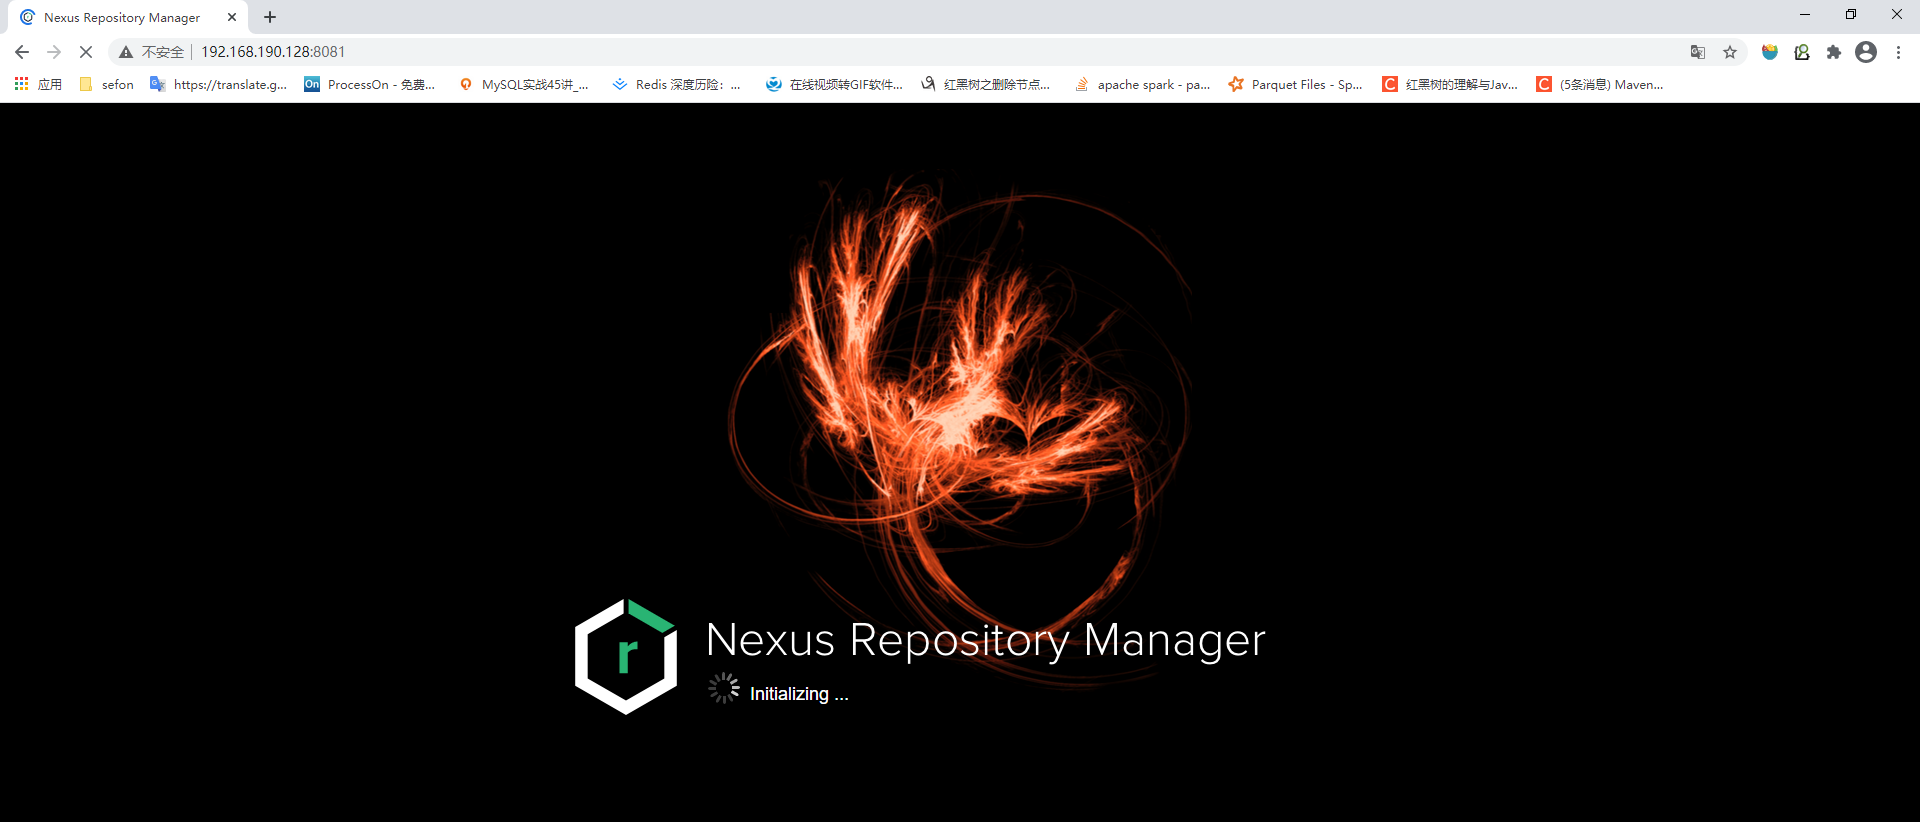 Nexus Repository Manager
不安全 192.168.190.128:8081
应用 sefon https://translate.g... On ProcessOn - 免费... MySQL实战45讲_... Redis 深度历险：... 在线视频转GIF软件... 红黑树之删除节点... apache spark - pa... Parquet Files - Sp... C 红黑树的理解与Jav... C (5条消息) Maven...
r
Nexus Repository Manager
Initializing ...